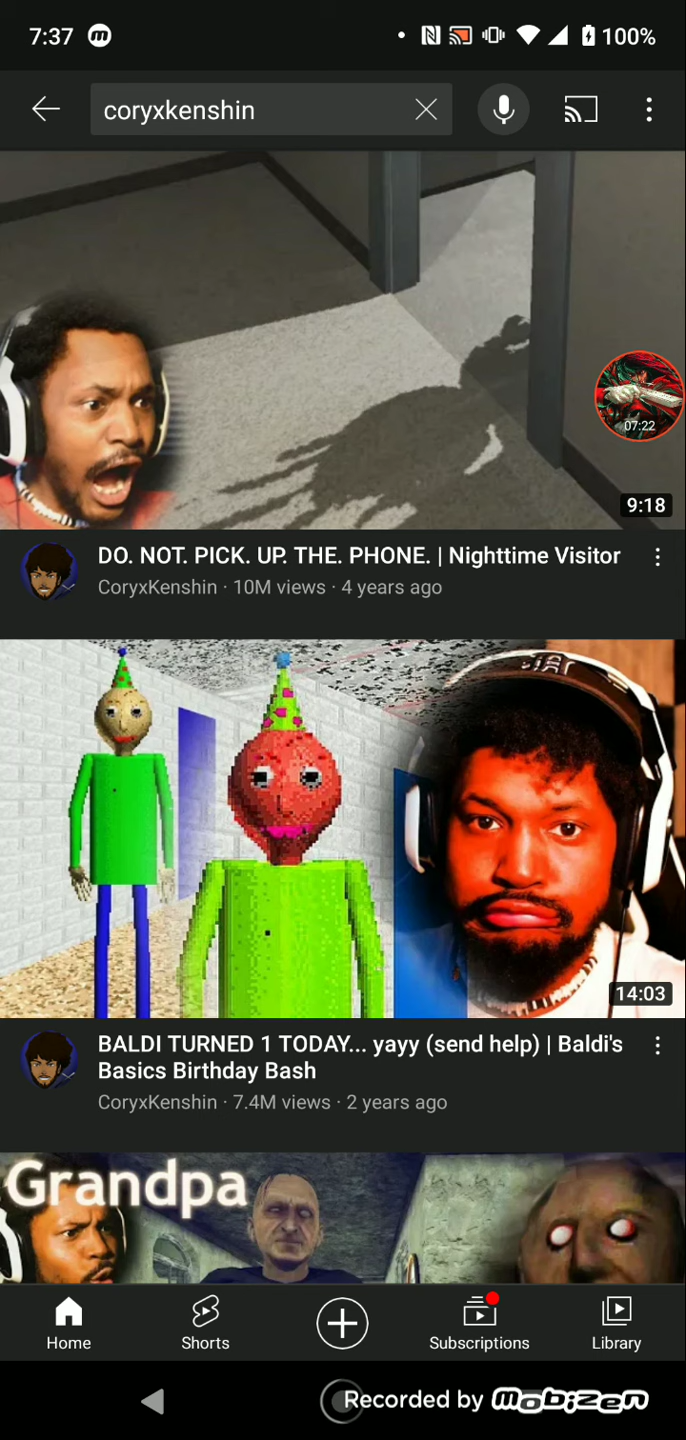 7:37 m 100%
coryxkenshin
07:22
9:18
DO. NOT. PICK. UP. THE. PHONE. | Nighttime Visitor
CoryxKenshin · 10M views · 4 years ago
14:03
BALDI TURNED 1 TODAY... yayy (send help) | Baldi's
Basics Birthday Bash
CoryxKenshin · 7.4M views · 2 years ago
Grandpa
Home Shorts Subscriptions Library
Recorded by mobizen